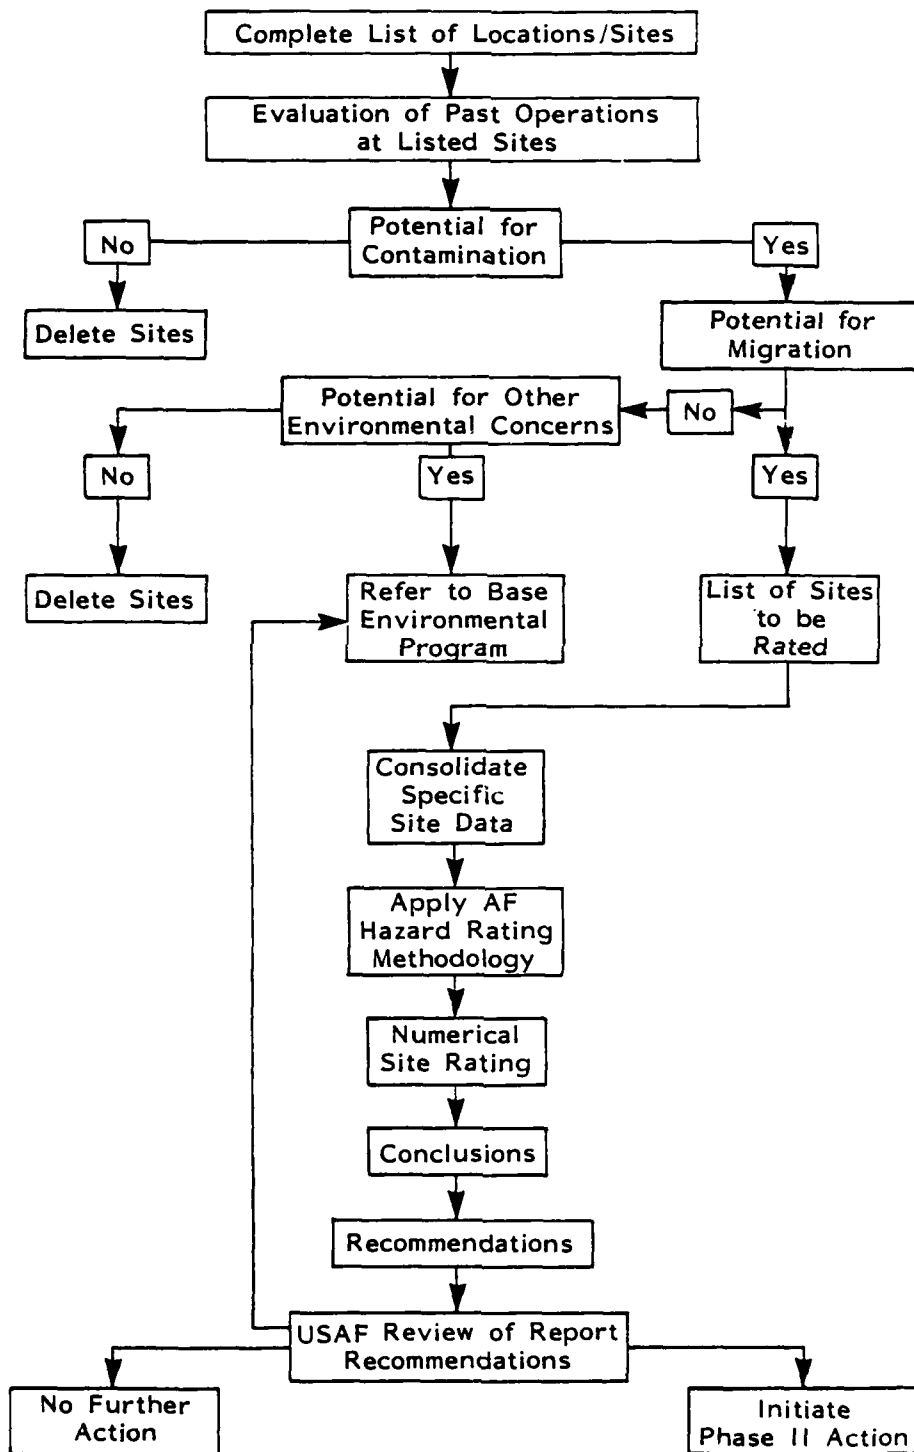 Complete List of Locations/Sites
Evaluation of Past Operations
at Listed Sites
Potential for
Contamination
No
Yes
Delete Sites
Potential for
Migration
Potential for Other
Environmental Concerns
No
No
Yes
Yes
Delete Sites
Refer to Base
Environmental
Program
List of Sites
to be
Rated
Consolidate
Specific
Site Data
Apply AF
Hazard Rating
Methodology
Numerical
Site Rating
Conclusions
Recommendations
USAF Review of Report
Recommendations
No Further
Action
Initiate
Phase II Action